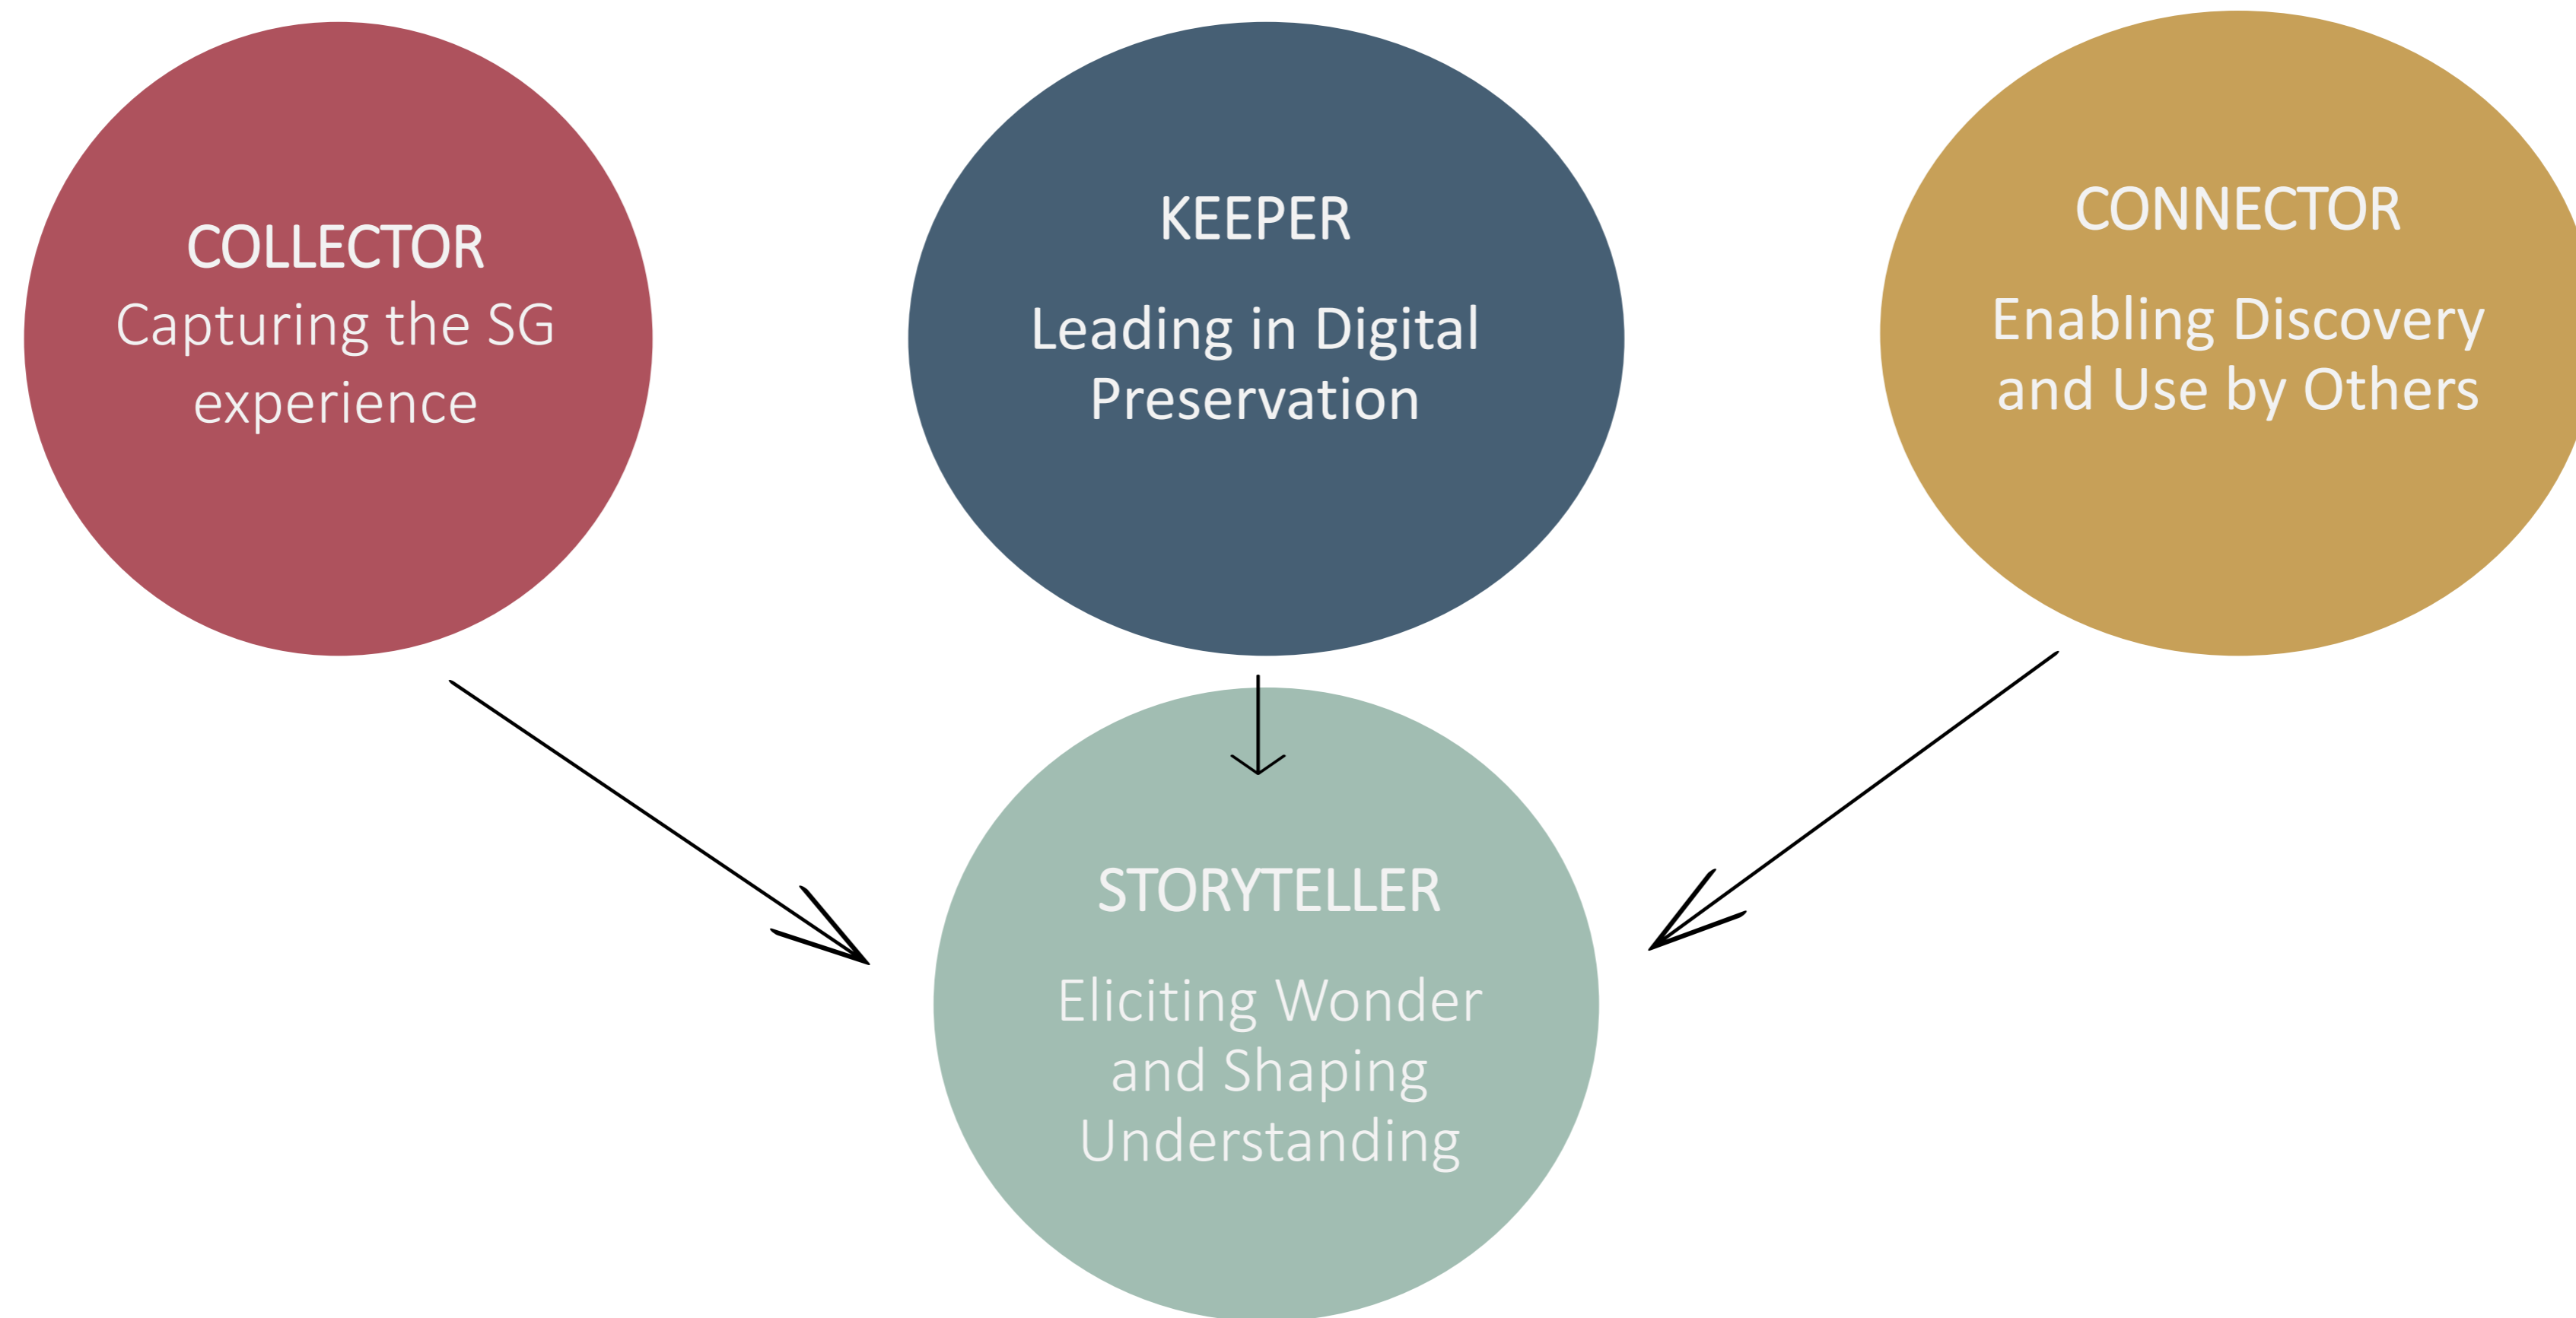 COLLECTOR
Capturing the SG
experience
KEEPER
Leading in Digital
Preservation
CONNECTOR
Enabling Discovery
and Use by Others
STORYTELLER
Eliciting Wonder
and Shaping
Understanding